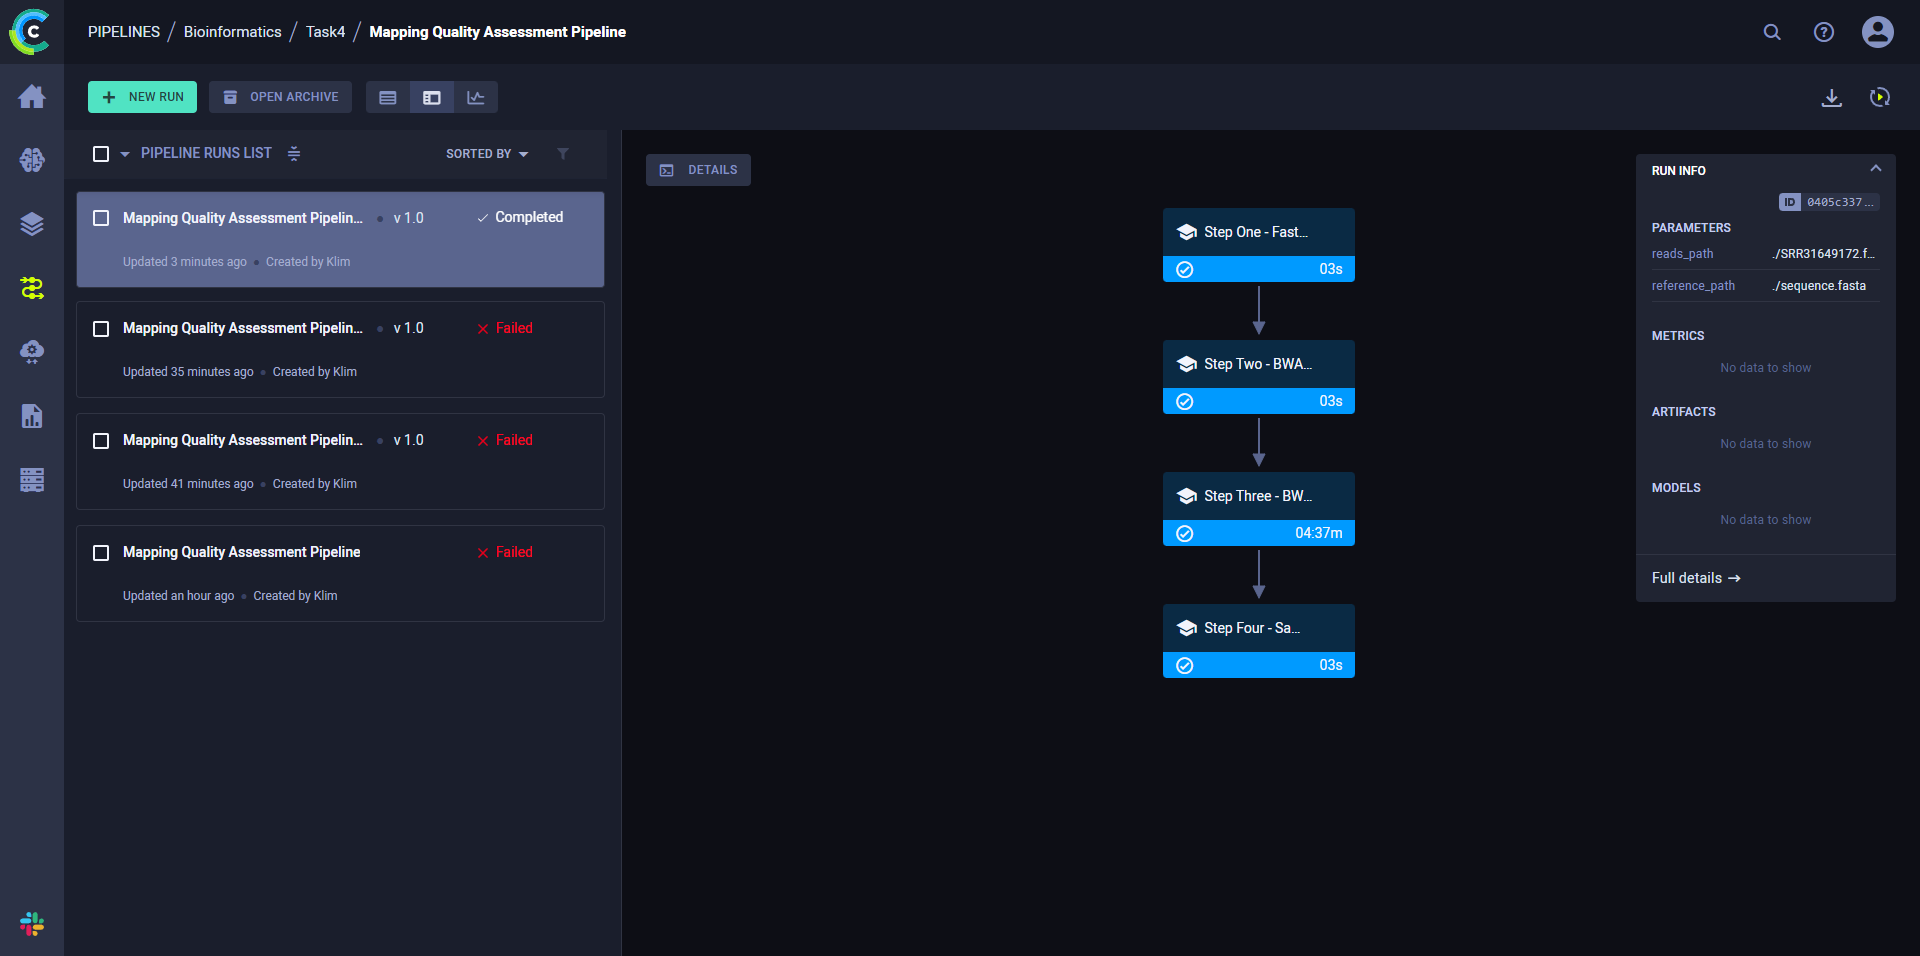 PIPELINES / Bioinformatics / Task4 / Mapping Quality Assessment Pipeline
NEW RUN
OPEN ARCHIVE
PIPELINE RUNS LIST
SORTED BY
Mapping Quality Assessment Pipelin... v 1.0 Completed
Updated 3 minutes ago Created by Klim
Mapping Quality Assessment Pipelin... v 1.0 Failed
Updated 35 minutes ago Created by Klim
Mapping Quality Assessment Pipelin... v 1.0 Failed
Updated 41 minutes ago Created by Klim
Mapping Quality Assessment Pipeline Failed
Updated an hour ago Created by Klim
DETAILS
Step One - Fast...
03s
Step Two - BWA...
03s
Step Three - BW...
04:37m
Step Four - Sa...
03s
RUN INFO
ID 0405c337...
PARAMETERS
reads_path ./SRR31649172.f...
reference_path ./sequence.fasta
METRICS
No data to show
ARTIFACTS
No data to show
MODELS
No data to show
Full details →